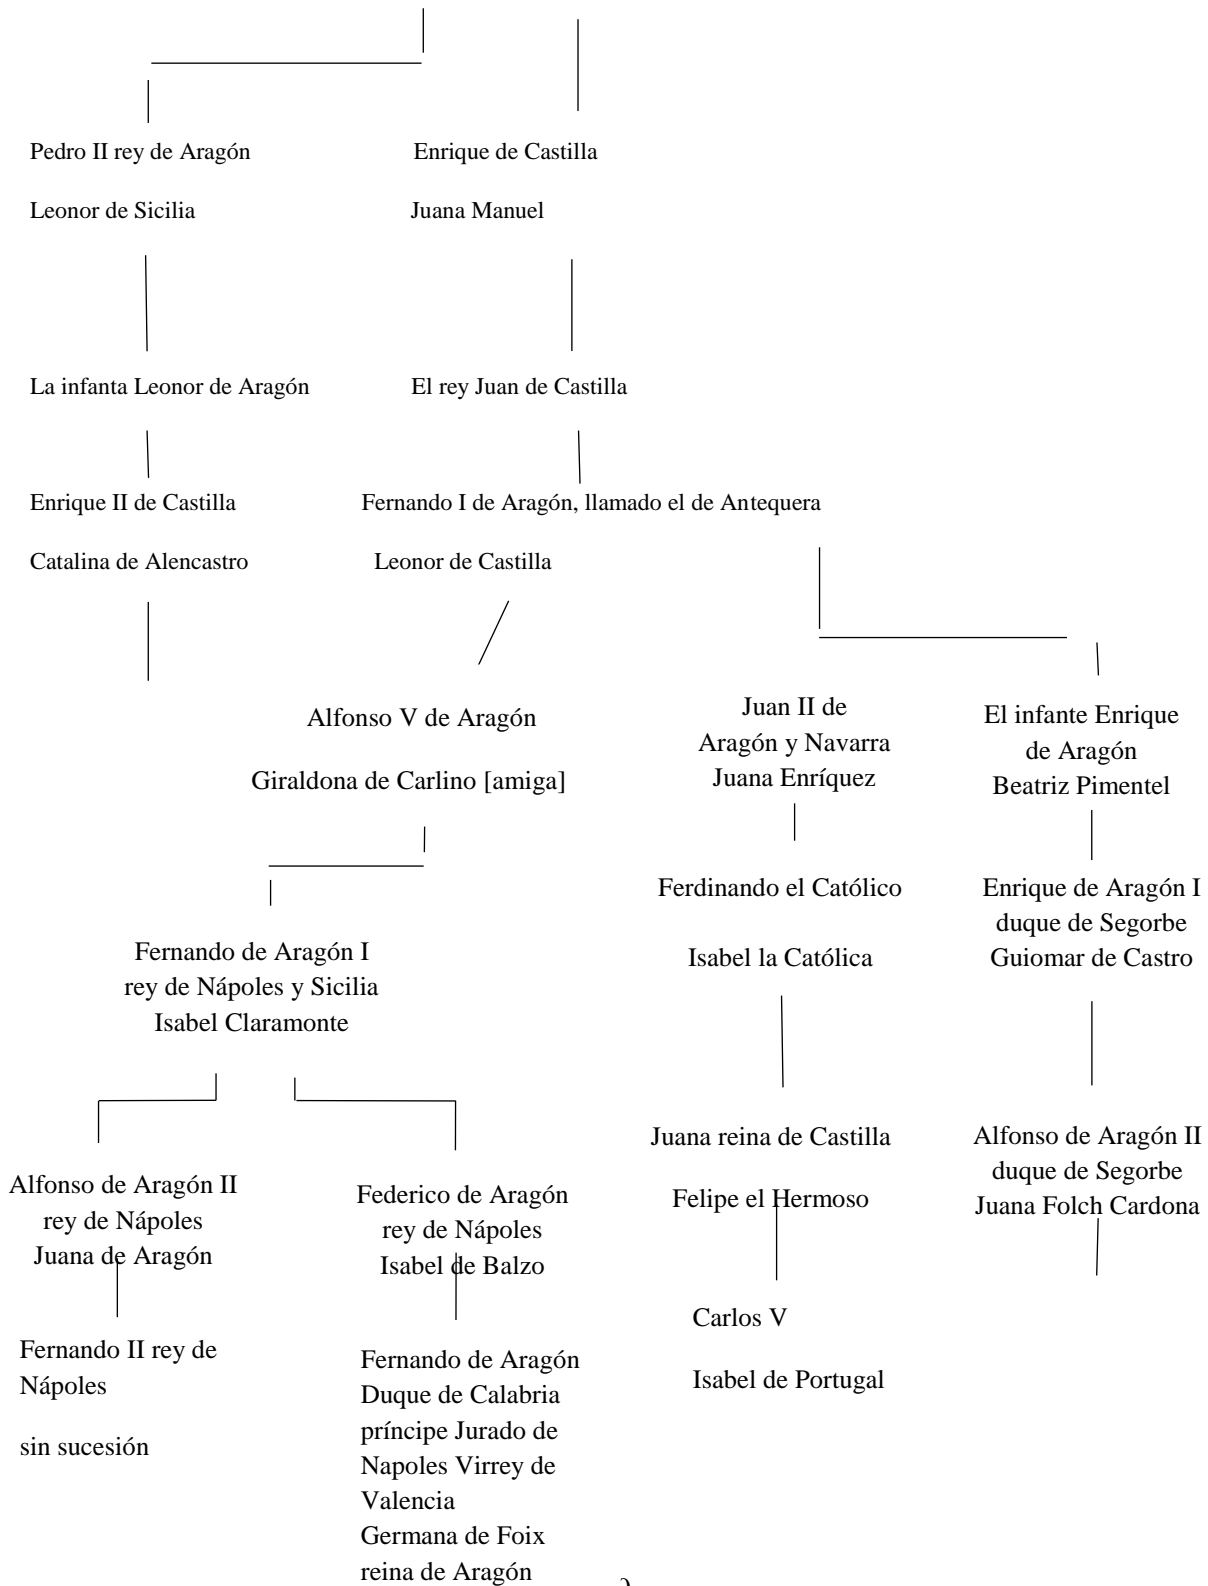 Pedro II rey de Aragón
Enrique de Castilla
Leonor de Sicilia
Juana Manuel
La infanta Leonor de Aragón
El rey Juan de Castilla
Enrique II de Castilla
Fernando I de Aragón, llamado el de Antequera
Catalina de Alencastro
Leonor de Castilla
Alfonso V de Aragón
Giraldona de Carlino [amiga]
Juan II de
Aragón y Navarra
Juana Enríquez
El infante Enrique
de Aragón
Beatriz Pimentel
Fernando de Aragón I
rey de Nápoles y Sicilia
Isabel Claramonte
Ferdinando el Católico
Isabel la Católica
Enrique de Aragón I
duque de Segorbe
Guiomar de Castro
Alfonso de Aragón II
rey de Nápoles
Juana de Aragón
Federico de Aragón
rey de Nápoles
Isabel de Balzo
Juana reina de Castilla
Felipe el Hermoso
Alfonso de Aragón II
duque de Segorbe
Juana Folch Cardona
Fernando II rey de
Nápoles
sin sucesión
Fernando de Aragón
Duque de Calabria
príncipe Jurado de
Napoles Virrey de
Valencia
Germana de Foix
reina de Aragón
Carlos V
Isabel de Portugal